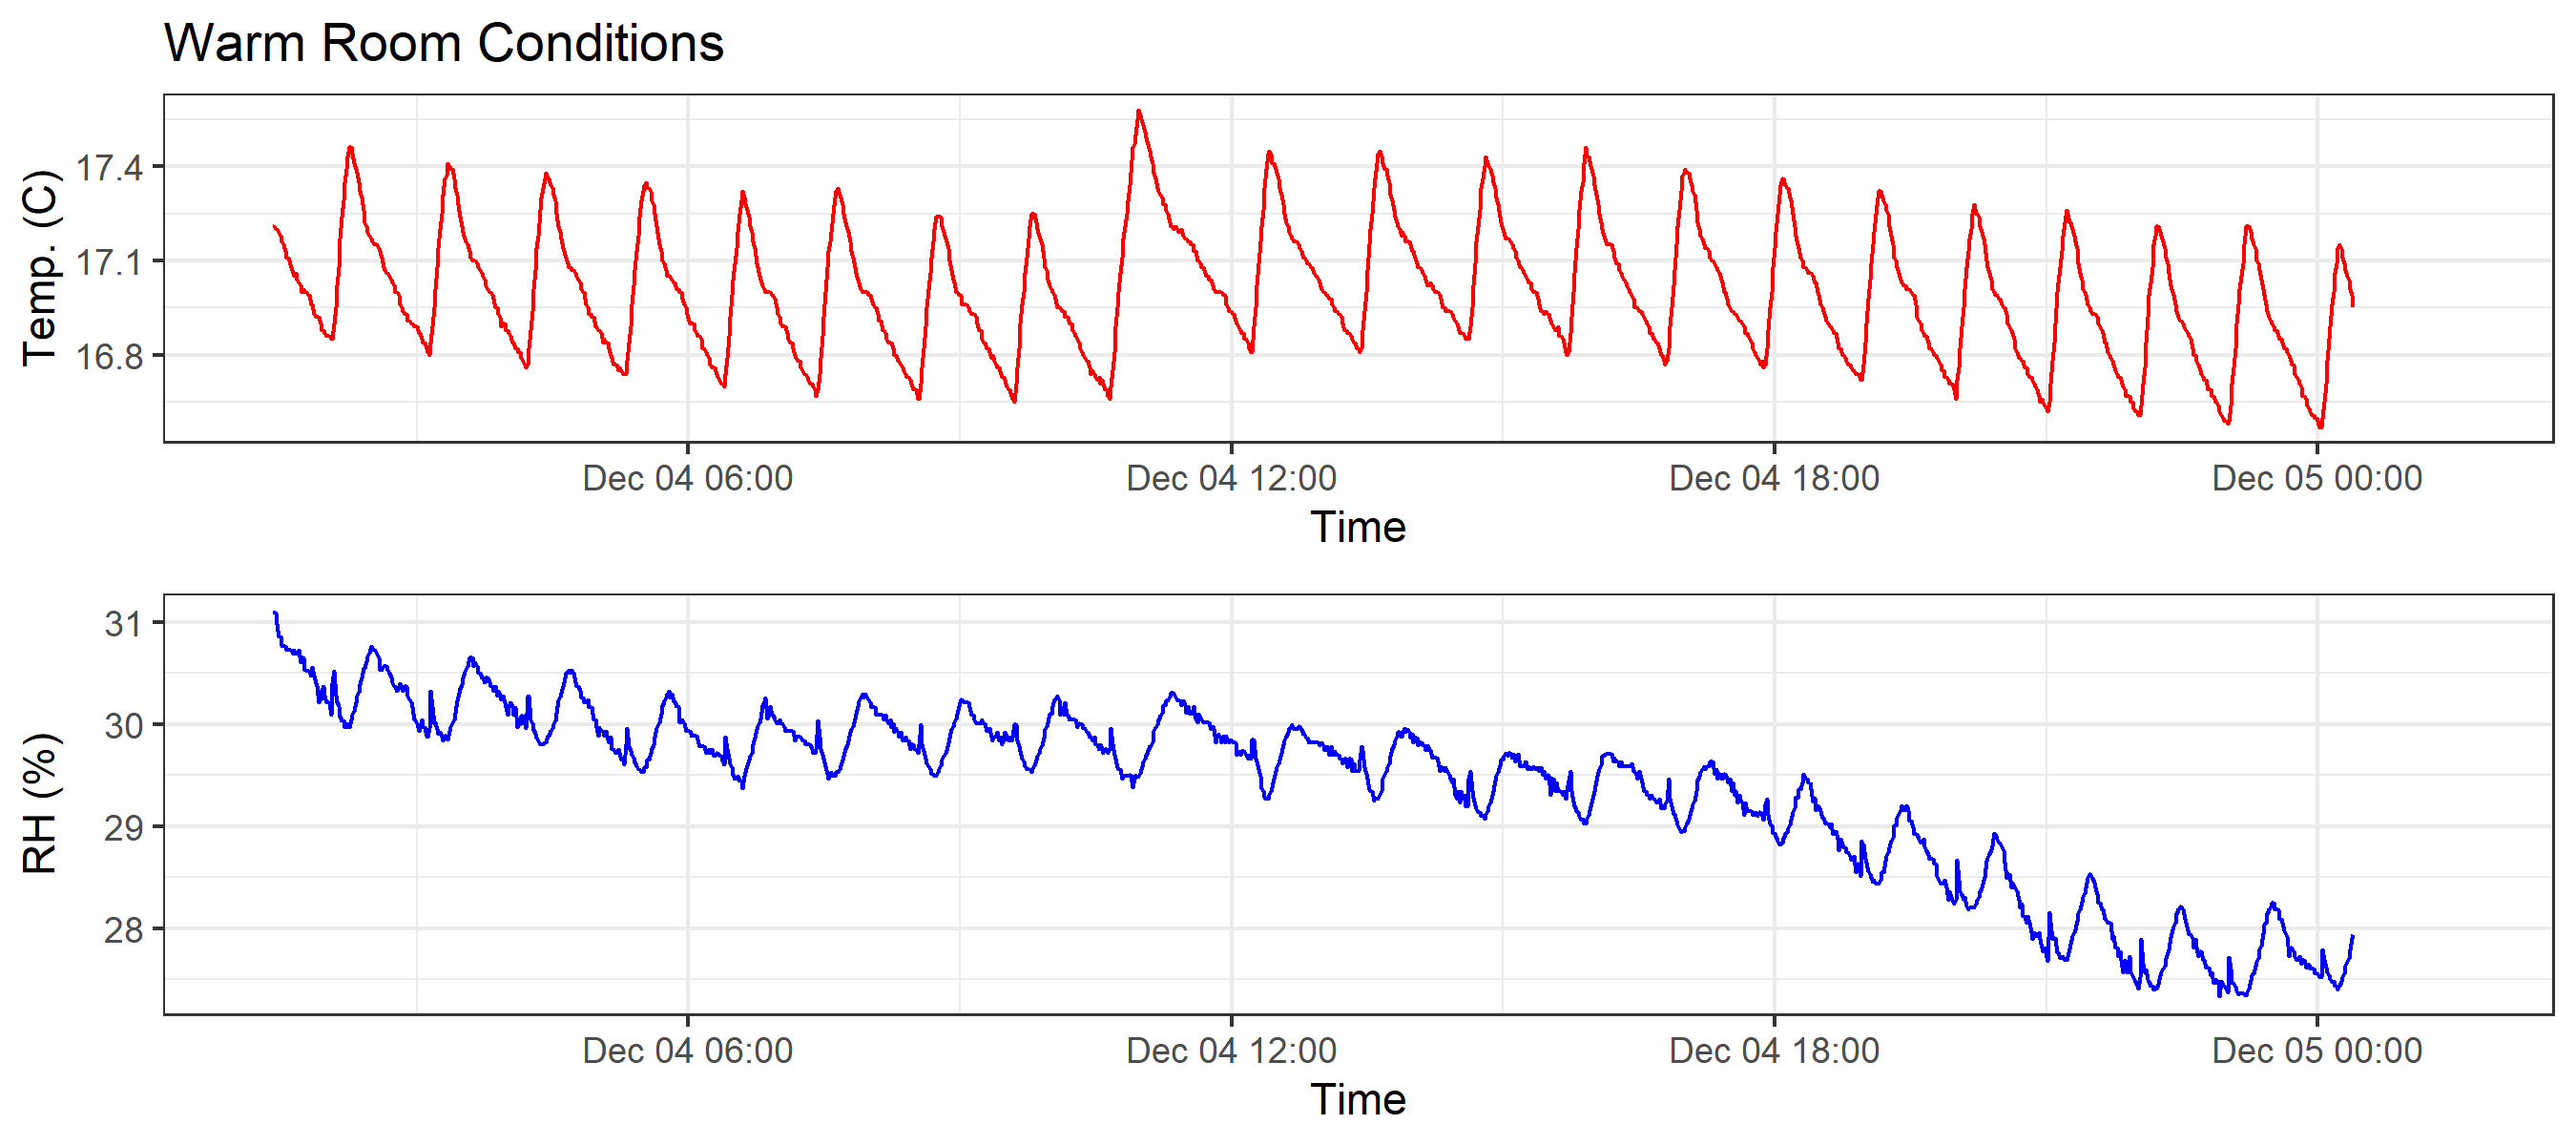 Warm Room Conditions
Temp. (C)
17.4
17.1
16.8
Dec 04 06:00 Dec 04 12:00 Dec 04 18:00 Dec 05 00:00
Time
RH (%)
31
30
29
28
Dec 04 06:00 Dec 04 12:00 Dec 04 18:00 Dec 05 00:00
Time